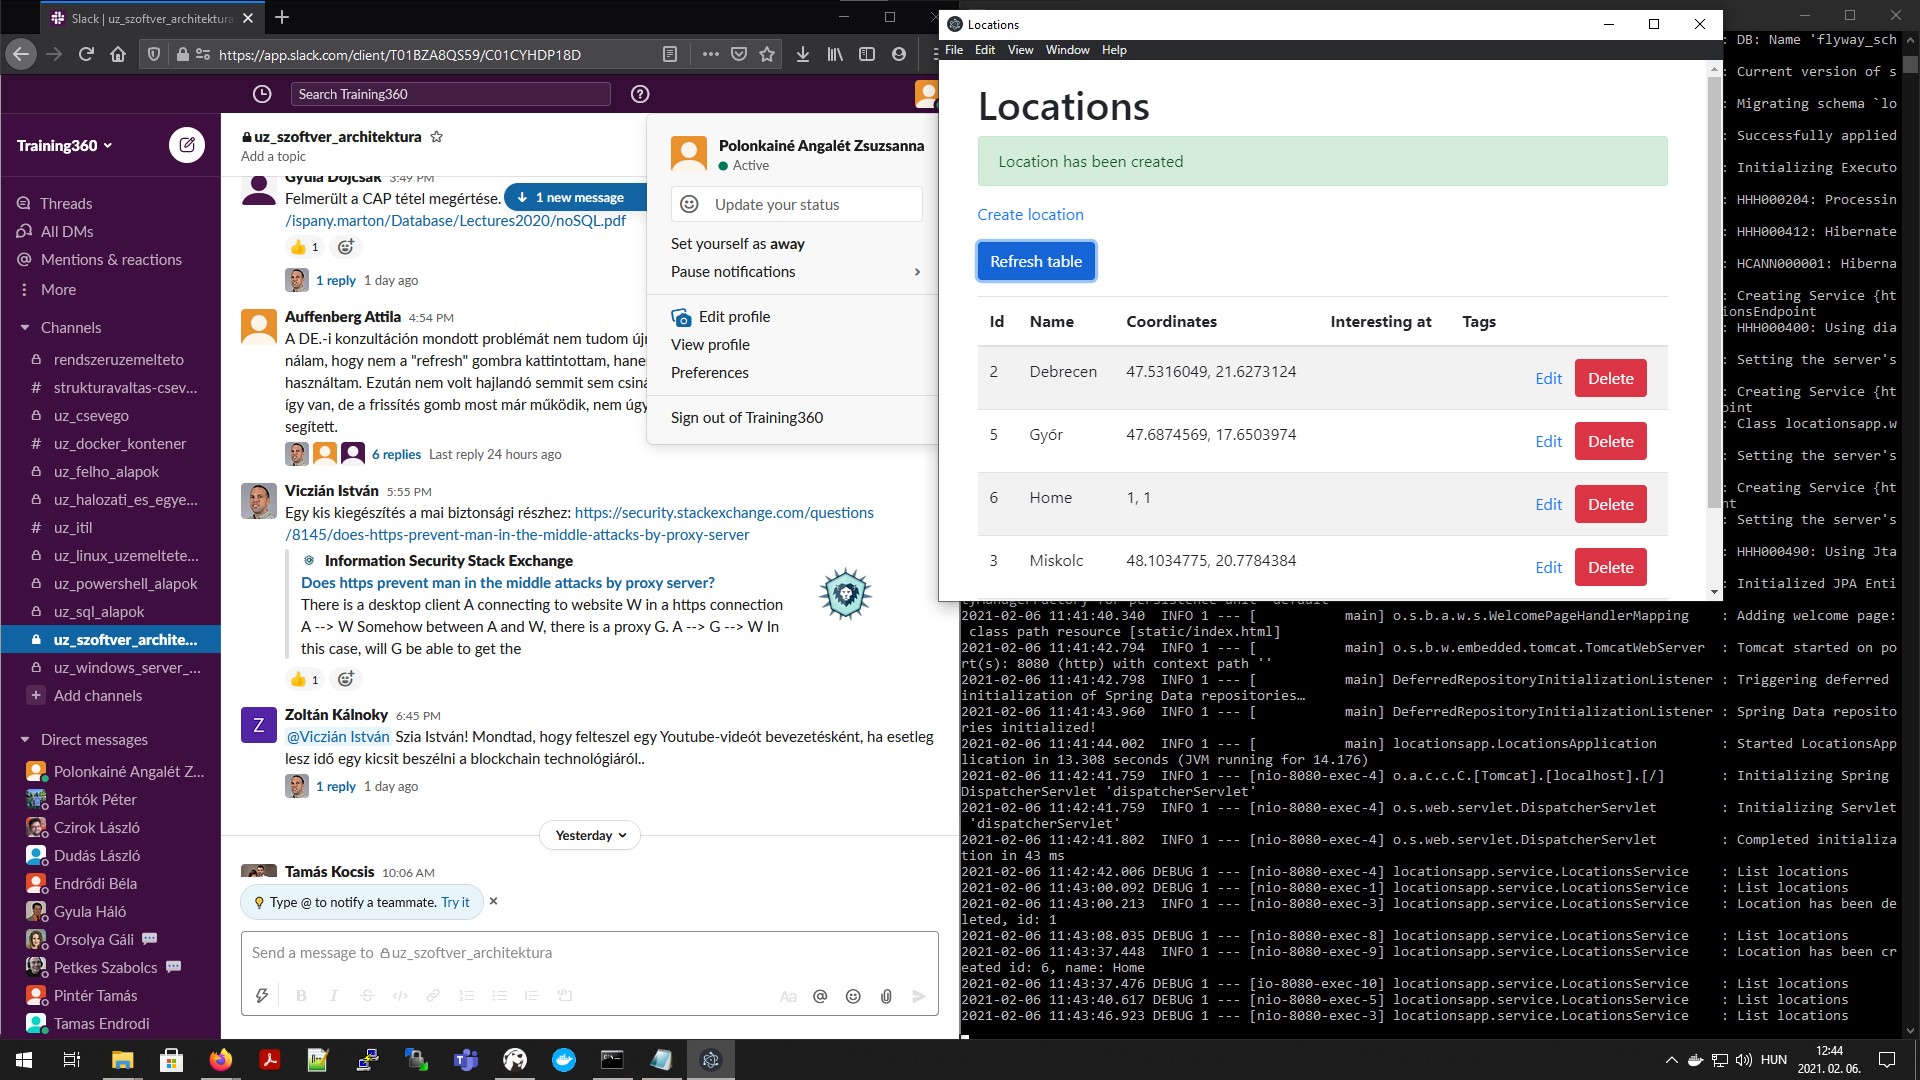 Slack | uz_szoftver_architektura
https://app.slack.com/client/T01BZA8QS59/C01CYHDP18D
Search Training360
Training360
Threads
All DMs
Mentions & reactions
More
Channels
rendszeruzemelteto
# strukturavaltas-csev...
uz_csevego
# uz_docker_kontener
uz_felho_alapok
uz_halozati_es_egye...
# uz_itil
uz_linux_uzemeltete...
uz_powershell_alapok
uz_sql_alapok
uz_szoftver_archite...
uz_windows_server_...
Add channels
Direct messages
Polonkainé Angalét Z...
Bartók Péter
Czirok László
Dudás László
Endrődi Béla
Gyula Háló
Orsolya Gáli
Petkes Szabolcs
Pintér Tamás
Tamas Endrodi
uz_szoftver_architektura
Add a topic
Gyula Dojcsák 3:49 PM
Felmerült a CAP tétel megértése.
1 new message
/ispany.marton/Database/Lectures2020/noSQL.pdf
1
1 reply 1 day ago
Auffenberg Attila 4:54 PM
A DE.-i konzultáción mondott problémát nem tudom újr
nálam, hogy nem a "refresh" gombra kattintottam, hane
használtam. Ezután nem volt hajlandó semmit sem csiná
így van, de a frissítés gomb most már működik, nem úgy
segített.
6 replies Last reply 24 hours ago
Viczián István 5:55 PM
Egy kis kiegészítés a mai biztonsági részhez: https://security.stackexchange.com/questions
/8145/does-https-prevent-man-in-the-middle-attacks-by-proxy-server
Information Security Stack Exchange
Does https prevent man in the middle attacks by proxy server?
There is a desktop client A connecting to website W in a https connection
A --> W Somehow between A and W, there is a proxy G. A --> G --> W In
this case, will G be able to get the
1
Z
Zoltán Kálnoky 6:45 PM
@Viczián István Szia István! Mondtad, hogy felteszel egy Youtube-videót bevezetésként, ha esetleg
lesz idő egy kicsit beszélni a blockchain technológiáról..
1 reply 1 day ago
Yesterday
Tamás Kocsis 10:06 AM
Type @ to notify a teammate. Try it
Send a message to uz_szoftver_architektura
Polonkainé Angalét Zsuzsanna
Active
Update your status
Set yourself as away
Pause notifications
Edit profile
View profile
Preferences
Sign out of Training360
Locations
File Edit View Window Help
Locations
Location has been created
Create location
Refresh table
Id Name Coordinates Interesting at Tags
2 Debrecen 47.5316049, 21.6273124 Edit Delete
5 Győr 47.6874569, 17.6503974 Edit Delete
6 Home 1, 1 Edit Delete
3 Miskolc 48.1034775, 20.7784384 Edit Delete
: DB: Name 'flyway_sch
: Current version of s
: Migrating schema `lo
: Successfully applied
: Initializing Executo
: HHH000204: Processin
: HHH000412: Hibernate
: HCANN000001: Hiberna
: Creating Service {ht
ionsEndpoint
: HHH000400: Using dia
: Setting the server's
: Creating Service {ht
point
: Class locationsapp.w
: Setting the server's
: Creating Service {ht
nt
: Setting the server's
: HHH000490: Using Jta
: Initialized JPA Enti
tyManagerFactory for persistence unit 'default'
2021-02-06 11:41:40.340  INFO 1 --- [           main] o.s.b.a.w.s.WelcomePageHandlerMapping    : Adding welcome page:
class path resource [static/index.html]
2021-02-06 11:41:42.794  INFO 1 --- [           main] o.s.b.w.embedded.tomcat.TomcatWebServer  : Tomcat started on po
rt(s): 8080 (http) with context path ''
2021-02-06 11:41:42.798  INFO 1 --- [           main] DeferredRepositoryInitializationListener : Triggering deferred
initialization of Spring Data repositories…
2021-02-06 11:41:43.960  INFO 1 --- [           main] DeferredRepositoryInitializationListener : Spring Data reposito
ries initialized!
2021-02-06 11:41:44.002  INFO 1 --- [           main] locationsapp.LocationsApplication        : Started LocationsApp
lication in 13.308 seconds (JVM running for 14.176)
2021-02-06 11:42:41.759  INFO 1 --- [nio-8080-exec-4] o.a.c.c.C.[Tomcat].[localhost].[/]       : Initializing Spring
DispatcherServlet 'dispatcherServlet'
2021-02-06 11:42:41.759  INFO 1 --- [nio-8080-exec-4] o.s.web.servlet.DispatcherServlet        : Initializing Servlet
'dispatcherServlet'
2021-02-06 11:42:41.802  INFO 1 --- [nio-8080-exec-4] o.s.web.servlet.DispatcherServlet        : Completed initializa
tion in 43 ms
2021-02-06 11:42:42.006 DEBUG 1 --- [nio-8080-exec-4] locationsapp.service.LocationsService    : List locations
2021-02-06 11:43:00.092 DEBUG 1 --- [nio-8080-exec-1] locationsapp.service.LocationsService    : List locations
2021-02-06 11:43:00.213  INFO 1 --- [nio-8080-exec-3] locationsapp.service.LocationsService    : Location has been de
leted, id: 1
2021-02-06 11:43:08.035 DEBUG 1 --- [nio-8080-exec-8] locationsapp.service.LocationsService    : List locations
2021-02-06 11:43:37.448  INFO 1 --- [nio-8080-exec-9] locationsapp.service.LocationsService    : Location has been cr
eated id: 6, name: Home
2021-02-06 11:43:37.476 DEBUG 1 --- [io-8080-exec-10] locationsapp.service.LocationsService    : List locations
2021-02-06 11:43:40.617 DEBUG 1 --- [nio-8080-exec-5] locationsapp.service.LocationsService    : List locations
2021-02-06 11:43:46.923 DEBUG 1 --- [nio-8080-exec-3] locationsapp.service.LocationsService    : List locations
HUN
12:44
2021. 02. 06.